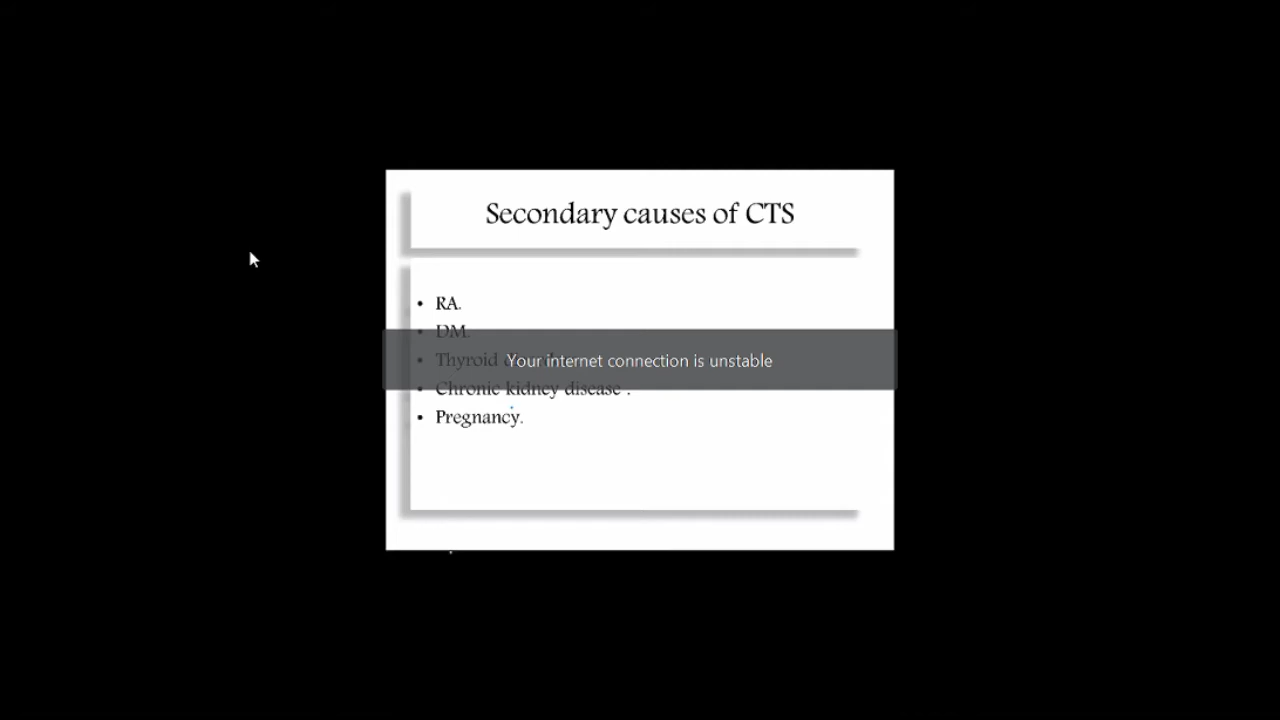 Secondary causes of CTS
• RA.
• DM.
• Thyroid
Your internet connection is unstable
• Chronic kidney disease .
• Pregnancy.